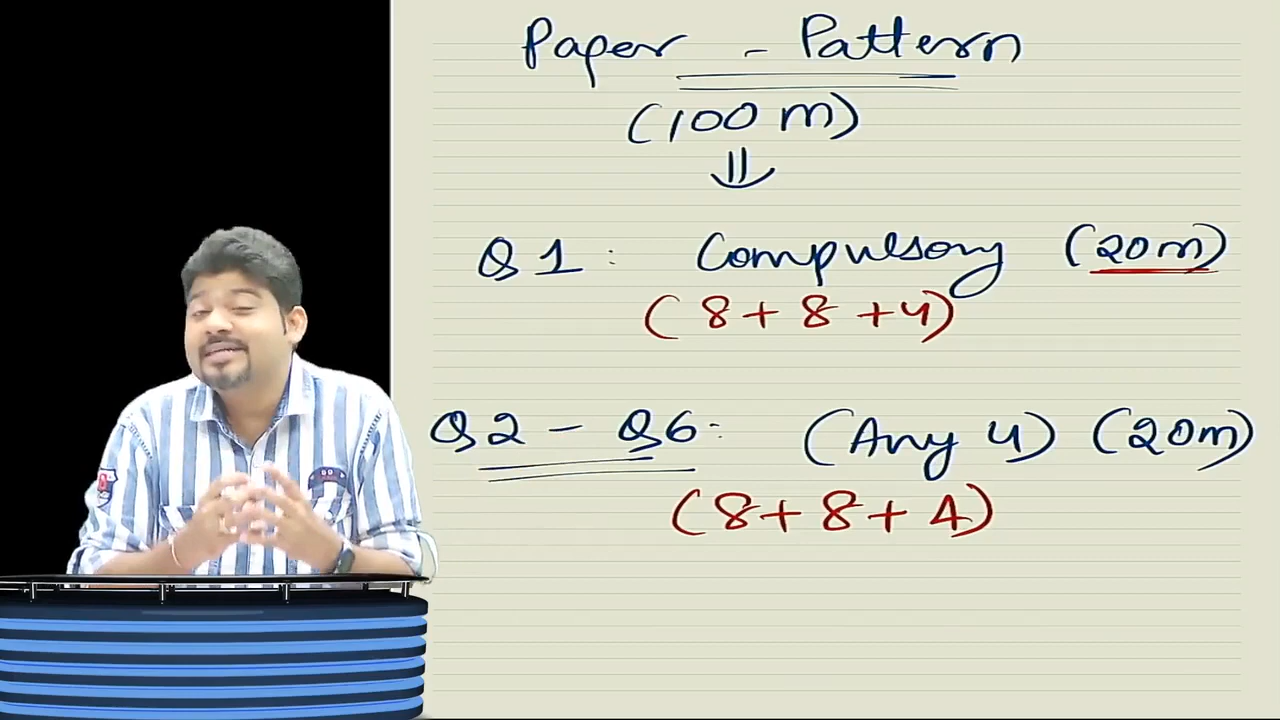 Paper - Pattern
(100 m)
Q1 : Compulsory (20m)
(8+8+4)
Q2 - Q6 : (Any 4) (20m)
(8+8+4)